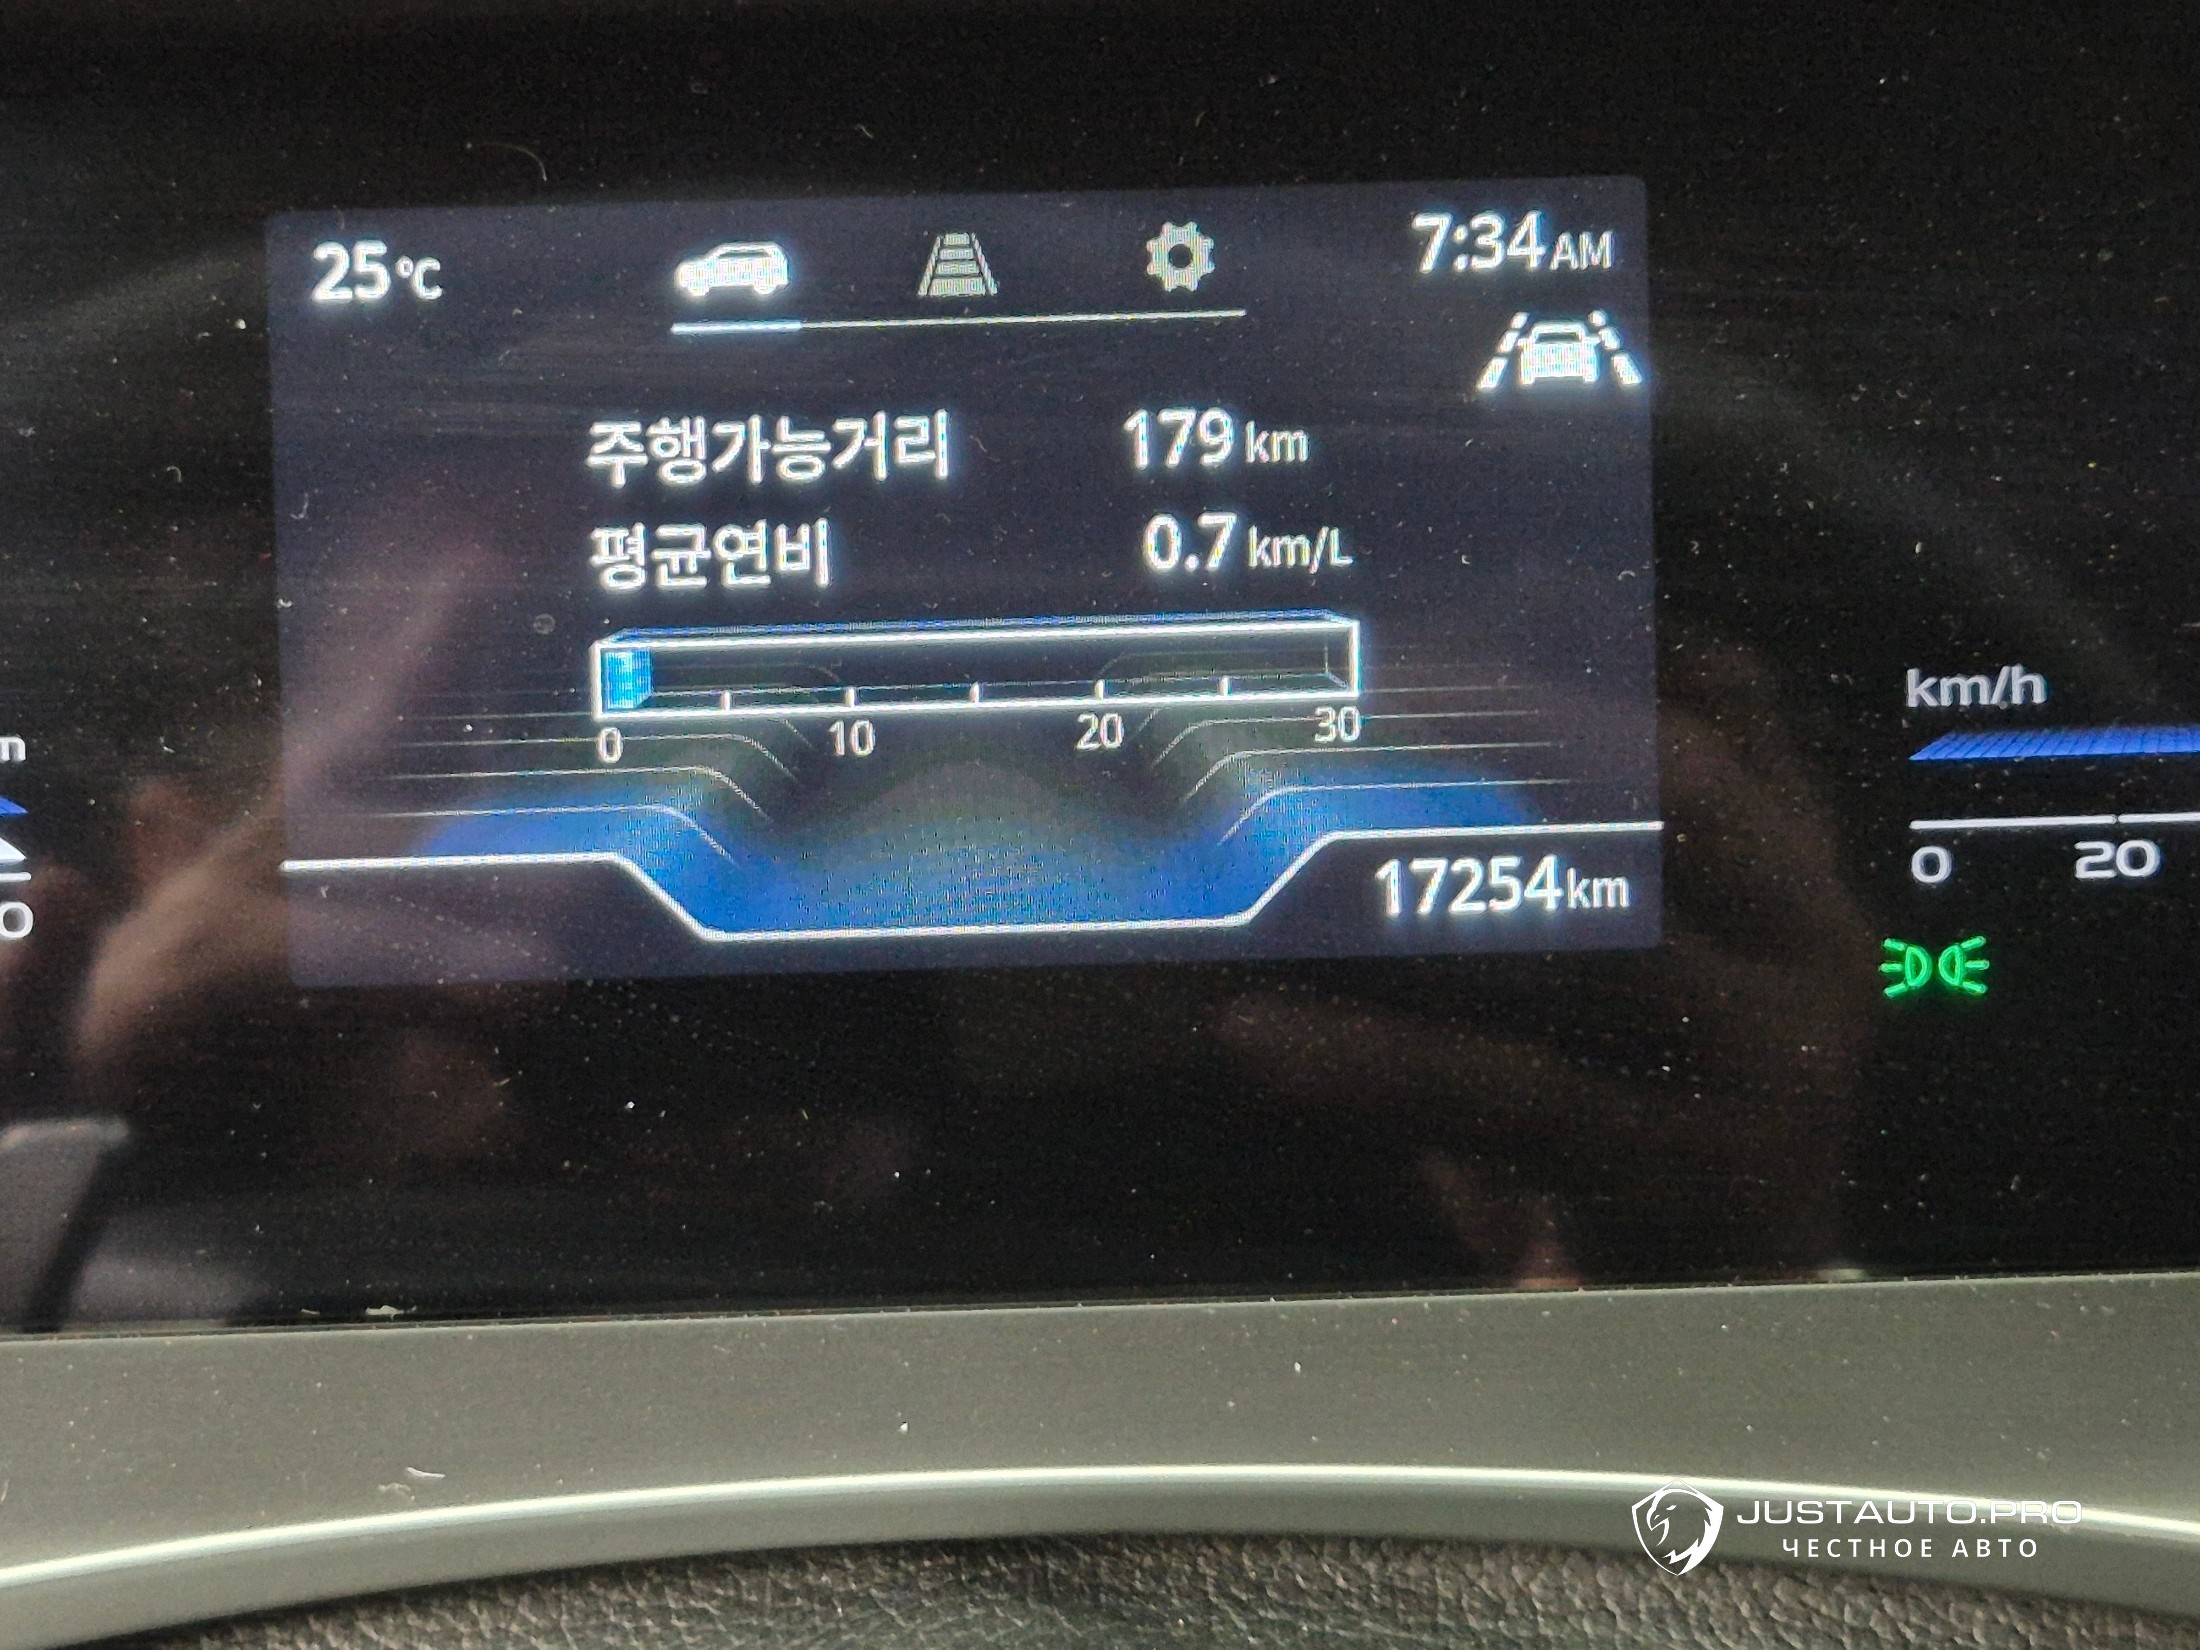 25°C
7:34AM
주행가능거리 179 km
평균연비 0.7 km/L
0 10 20 30
17254km
km/h
0 20
m
0
JUSTAUTO.PRO
ЧЕСТНОЕ АВТО